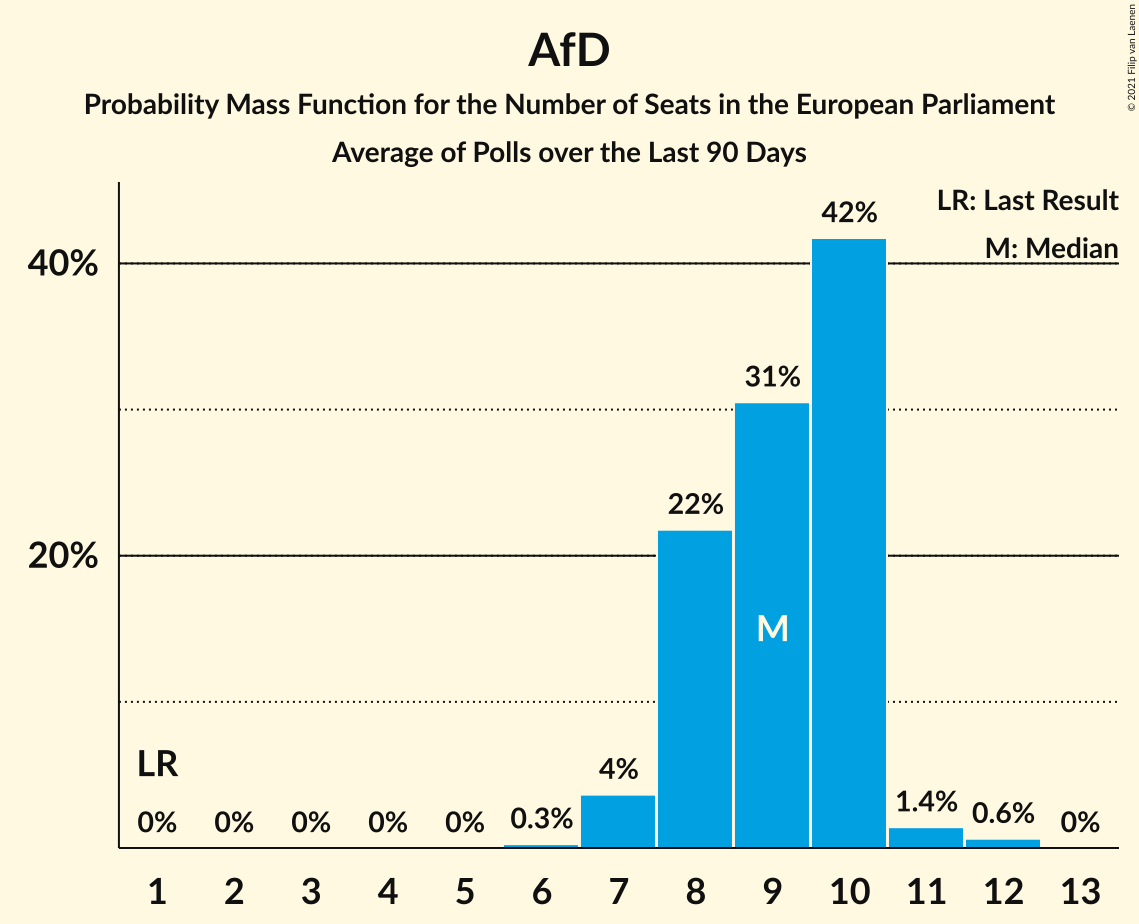 AfD
Probability Mass Function for the Number of Seats in the European Parliament
Average of Polls over the Last 90 Days
© 2021 Filip van Laenen
LR: Last Result
M: Median
40%
20%
42%
31%
22%
M
LR
0%
0%
0%
0%
0%
0.3%
4%
1.4%
0.6%
0%
1 2 3 4 5 6 7 8 9 10 11 12 13